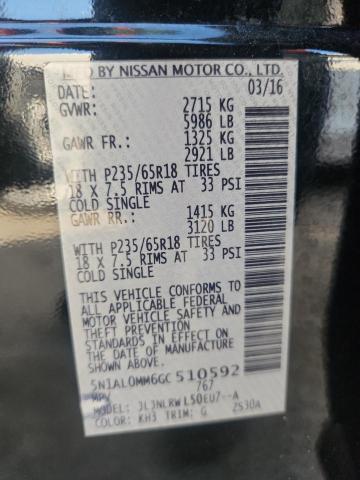 MFD BY NISSAN MOTOR CO., LTD.
DATE: 03/16
GVWR: 2715 KG
5986 LB
GAWR FR: 1325 KG
2921 LB
WITH P235/65R18 TIRES
18 X 7.5 RIMS AT 33 PSI
COLD SINGLE
GAWR RR: 1415 KG
3120 LB
WITH P235/65R18 TIRES
18 X 7.5 RIMS AT 33 PSI
COLD SINGLE
THIS VEHICLE CONFORMS TO
ALL APPLICABLE FEDERAL
MOTOR VEHICLE SAFETY AND
THEFT PREVENTION
STANDARDS IN EFFECT ON
THE DATE OF MANUFACTURE
SHOWN ABOVE.
5N1AL0MM6GC510592
MPV 767
MODEL: JL3NLRWL50EU7--A
COLOR: KH3 TRIM: G 2S30A